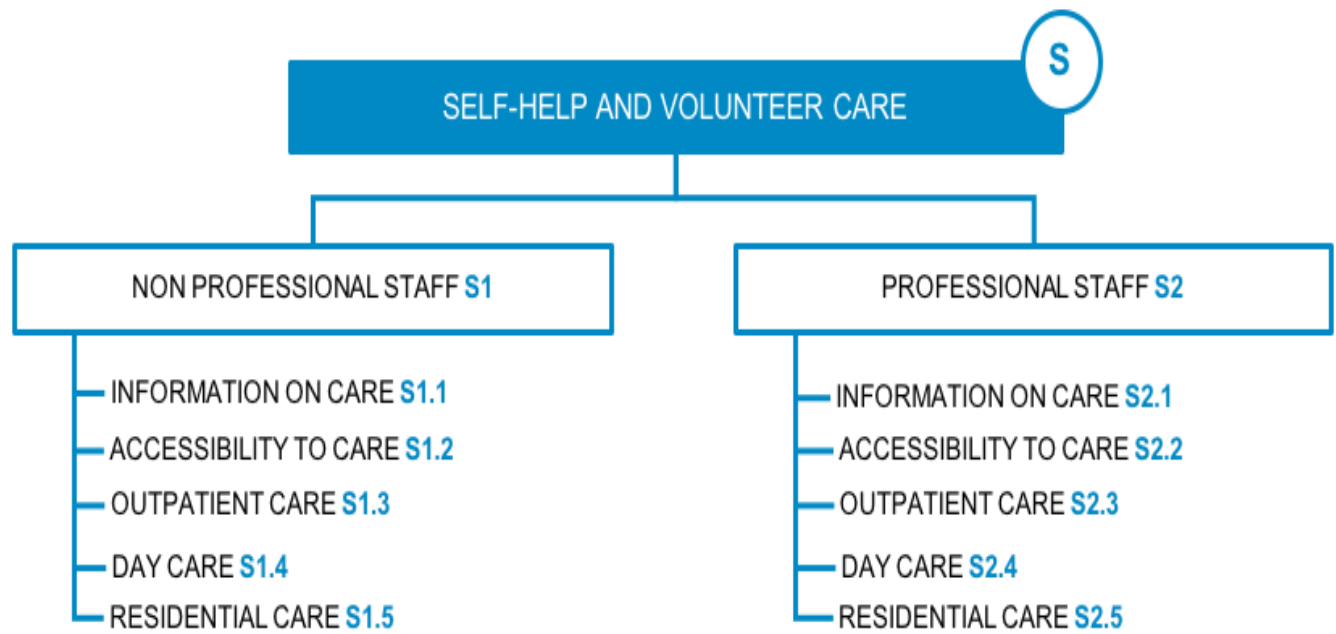 S
SELF-HELP AND VOLUNTEER CARE
NON PROFESSIONAL STAFF S1
INFORMATION ON CARE S1.1
ACCESSIBILITY TO CARE S1.2
OUTPATIENT CARE S1.3
DAY CARE S1.4
RESIDENTIAL CARE S1.5
PROFESSIONAL STAFF S2
INFORMATION ON CARE S2.1
ACCESSIBILITY TO CARE S2.2
OUTPATIENT CARE S2.3
DAY CARE S2.4
RESIDENTIAL CARE S2.5